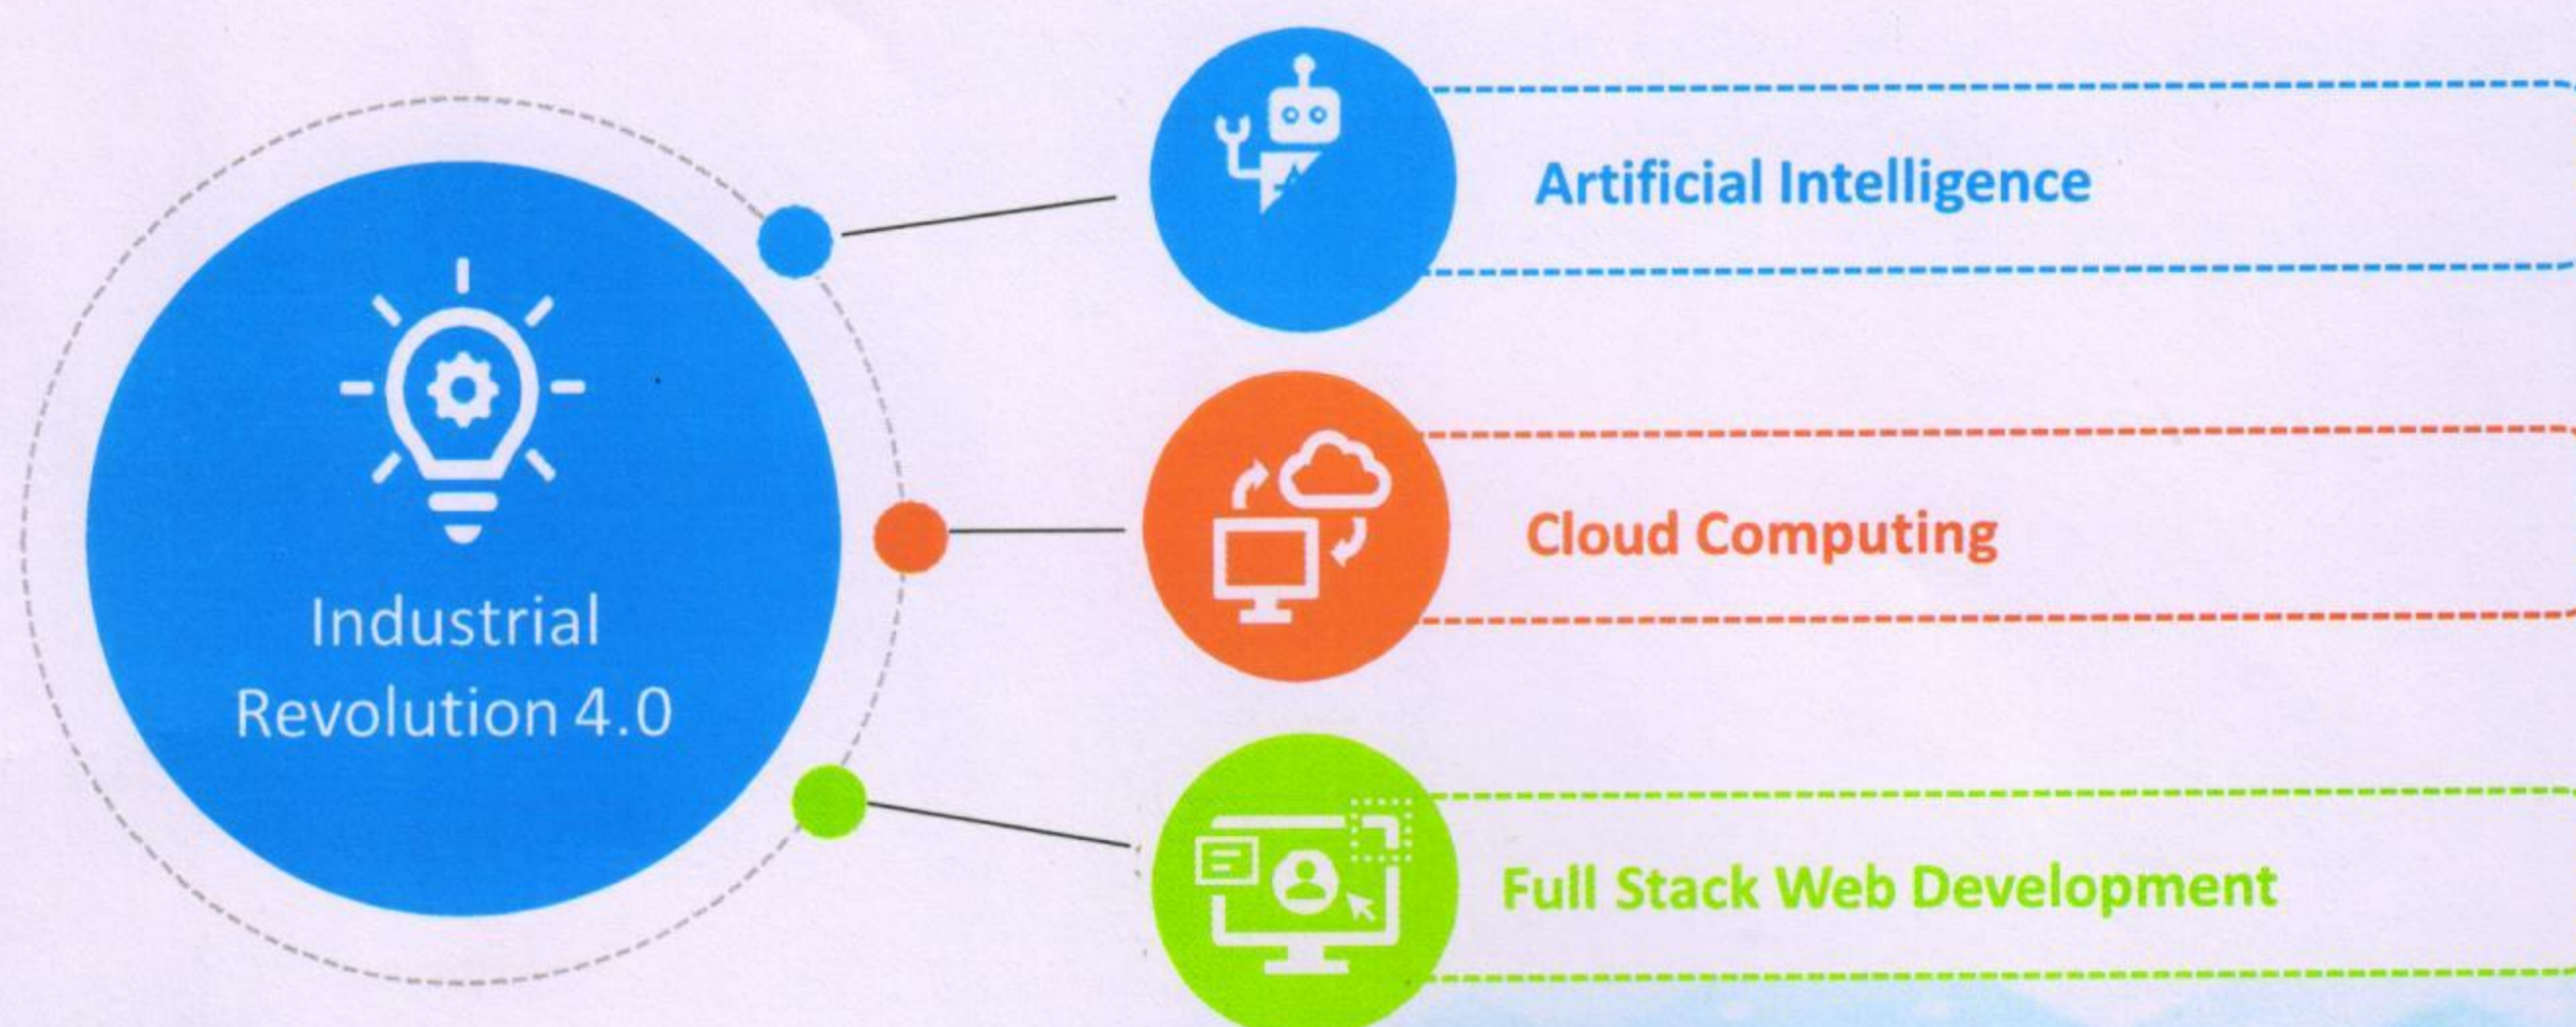 Industrial
Revolution 4.0
Artificial Intelligence
Cloud Computing
Full Stack Web Development